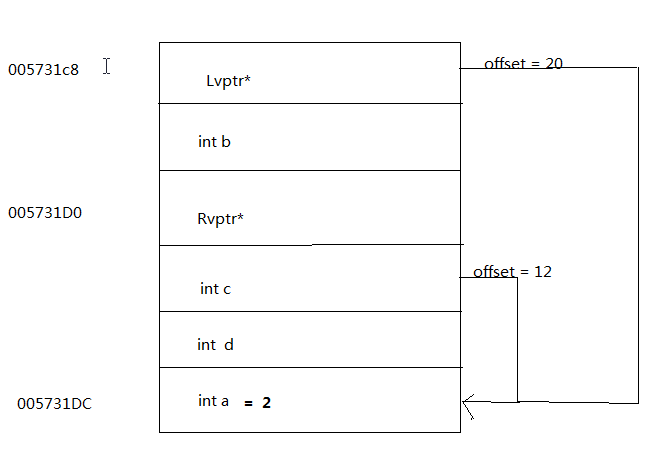 005731c8
Lvptr*
offset = 20
int b
005731D0
Rvptr*
offset = 12
int c
int d
005731DC
int a = 2